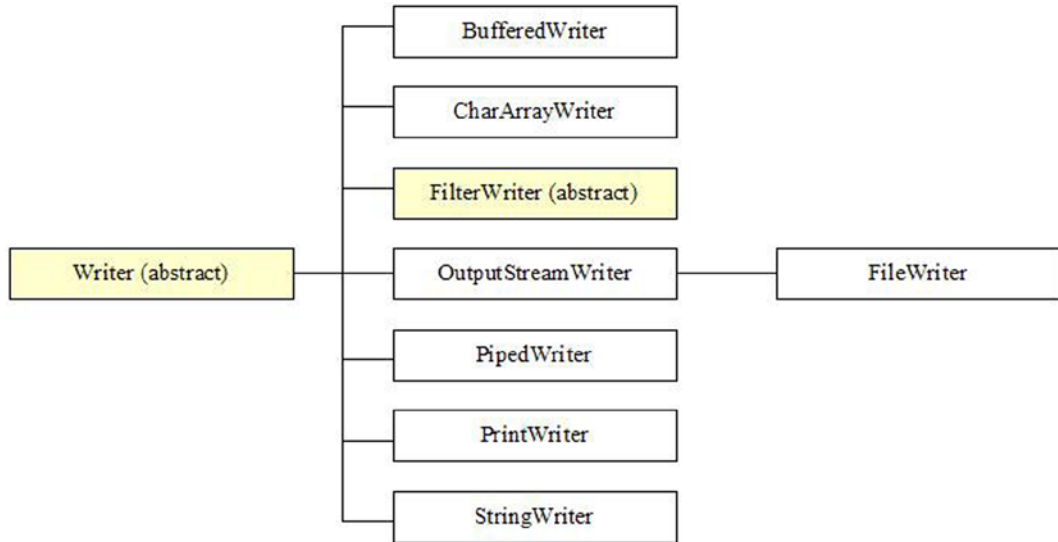 BufferedWriter
CharArrayWriter
FilterWriter (abstract)
Writer (abstract)
OutputStreamWriter
FileWriter
PipedWriter
PrintWriter
StringWriter